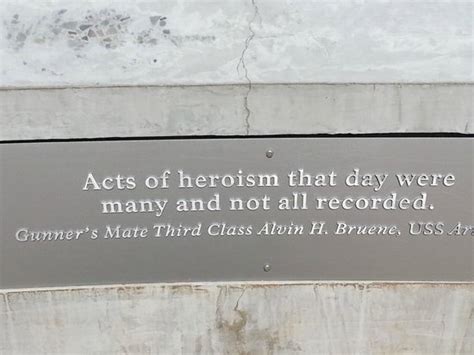 Acts of heroism that day were
many and not all recorded.
Gunner's Mate Third Class Alvin H. Bruene, USS